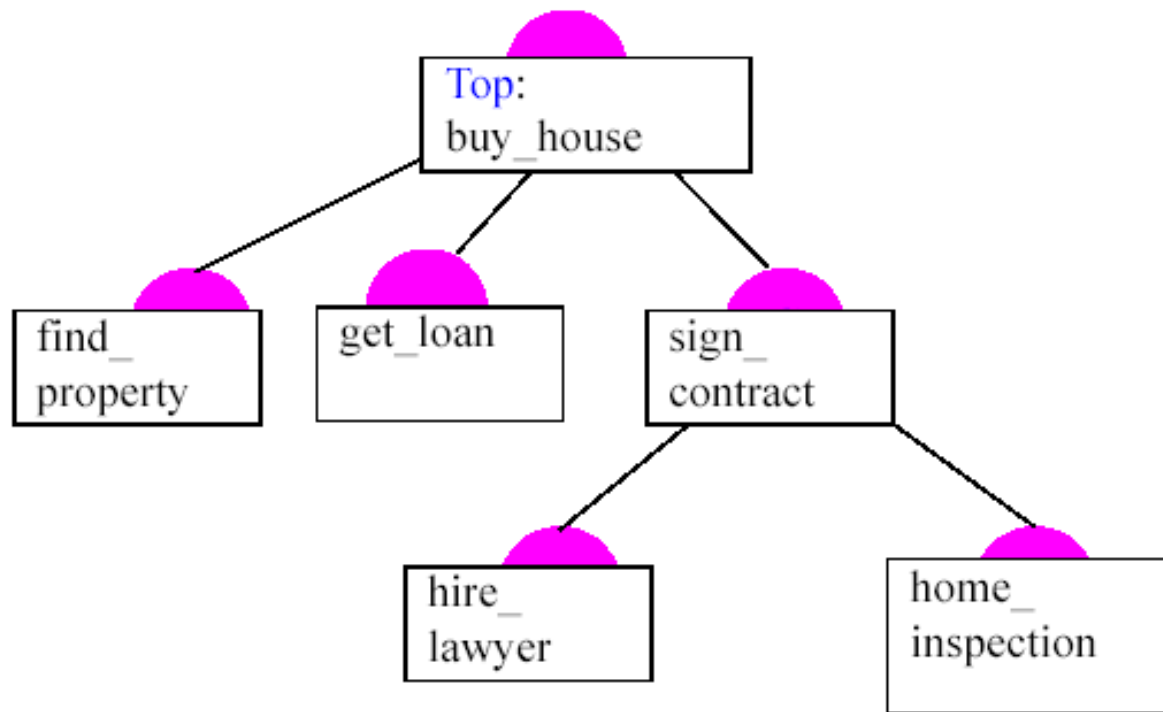 Top:
buy_house
find_
property
get_loan
sign_
contract
hire_
lawyer
home_
inspection